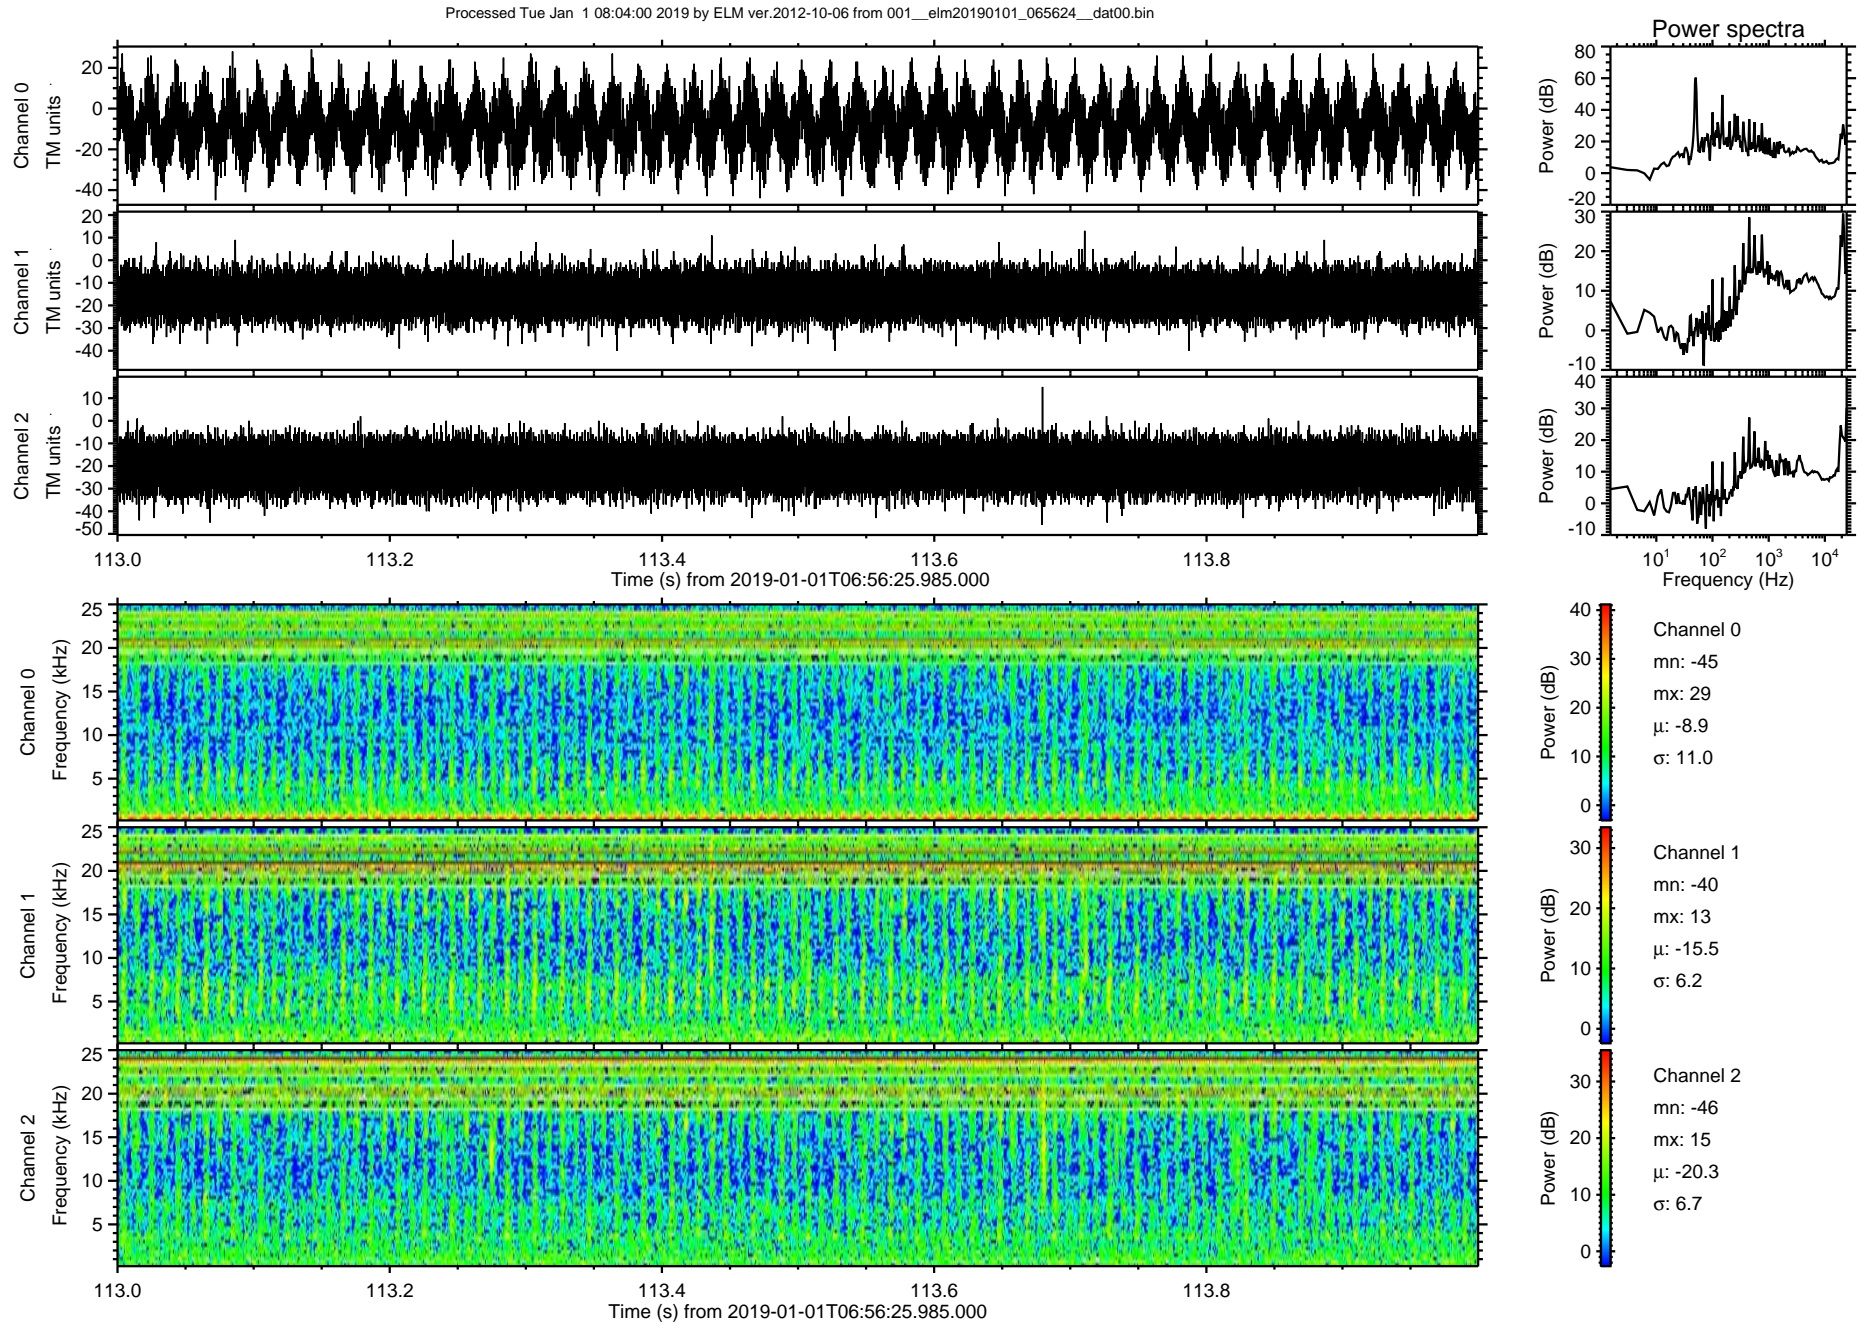 Processed Tue Jan  1 08:04:00 2019 by ELM ver.2012-10-06 from 001__elm20190101_065624__dat00.bin
Power spectra
Channel 0
TM units
20
0
-20
-40
Power (dB)
80
60
40
20
0
-20
Channel 1
TM units
20
10
0
-10
-20
-30
-40
Power (dB)
30
20
10
0
-10
Channel 2
TM units
10
0
-10
-20
-30
-40
-50
Power (dB)
40
30
20
10
0
-10
113.0 113.2 113.4 113.6 113.8
Time (s) from 2019-01-01T06:56:25.985.000
10¹ 10² 10³ 10⁴
Frequency (Hz)
Channel 0
Frequency (kHz)
25
20
15
10
5
Power (dB)
40
30
20
10
0
Channel 0
mn: -45
mx: 29
µ: -8.9
σ: 11.0
Channel 1
Frequency (kHz)
25
20
15
10
5
Power (dB)
30
20
10
0
Channel 1
mn: -40
mx: 13
µ: -15.5
σ: 6.2
Channel 2
Frequency (kHz)
25
20
15
10
5
Power (dB)
30
20
10
0
Channel 2
mn: -46
mx: 15
µ: -20.3
σ: 6.7
113.0 113.2 113.4 113.6 113.8
Time (s) from 2019-01-01T06:56:25.985.000